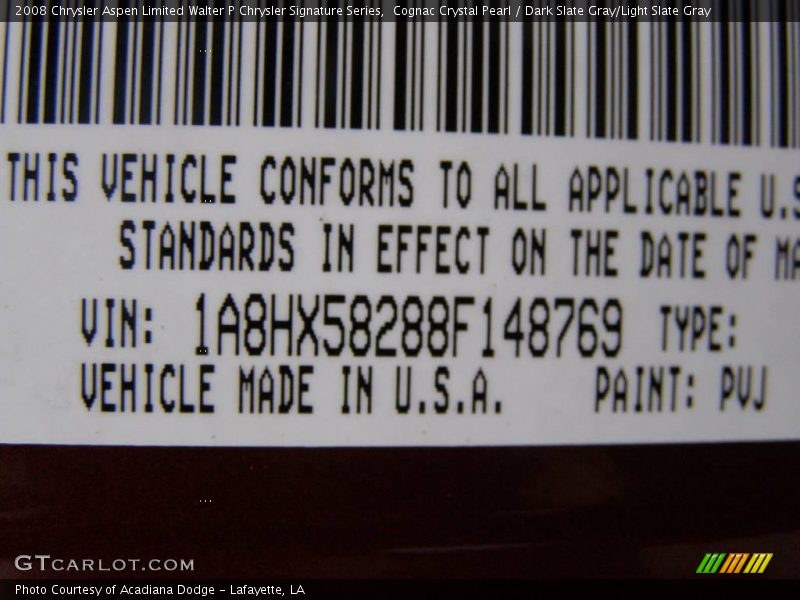 2008 Chrysler Aspen Limited Walter P Chrysler Signature Series,  Cognac Crystal Pearl / Dark Slate Gray/Light Slate Gray
THIS VEHICLE CONFORMS TO ALL APPLICABLE U.S
STANDARDS IN EFFECT ON THE DATE OF MA
VIN: 1A8HX58288F148769 TYPE:
VEHICLE MADE IN U.S.A. PAINT: PVJ
GTCARLOT.COM
Photo Courtesy of Acadiana Dodge - Lafayette, LA